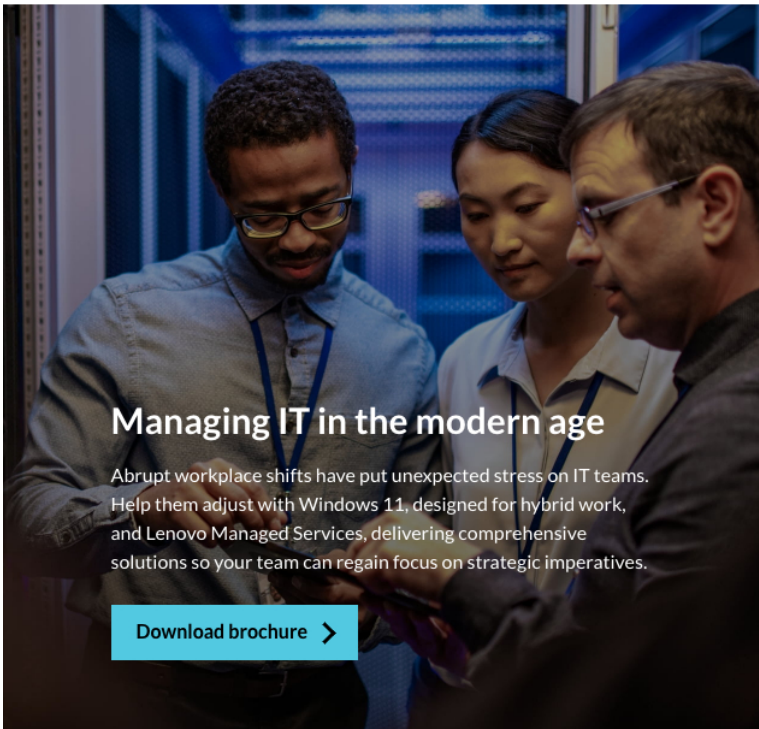 Managing IT in the modern age
Abrupt workplace shifts have put unexpected stress on IT teams.
Help them adjust with Windows 11, designed for hybrid work,
and Lenovo Managed Services, delivering comprehensive
solutions so your team can regain focus on strategic imperatives.
Download brochure